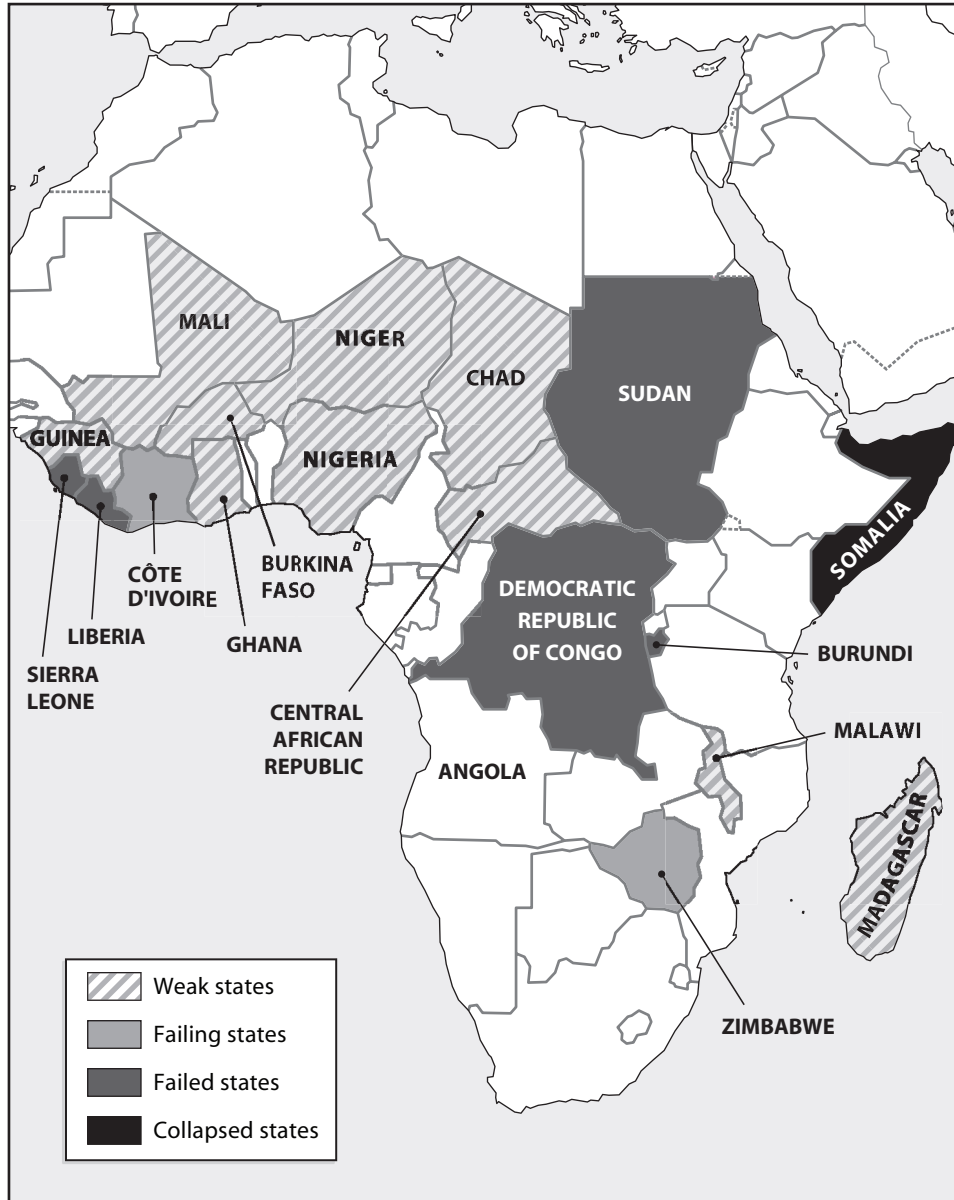 MALI
NIGER
CHAD
SUDAN
GUINEA
NIGERIA
SOMALIA
BURKINA
FASO
CÔTE
D'IVOIRE
DEMOCRATIC
REPUBLIC
OF CONGO
LIBERIA
GHANA
BURUNDI
SIERRA
LEONE
CENTRAL
AFRICAN
REPUBLIC
MALAWI
ANGOLA
MADAGASCAR
ZIMBABWE
Weak states
Failing states
Failed states
Collapsed states